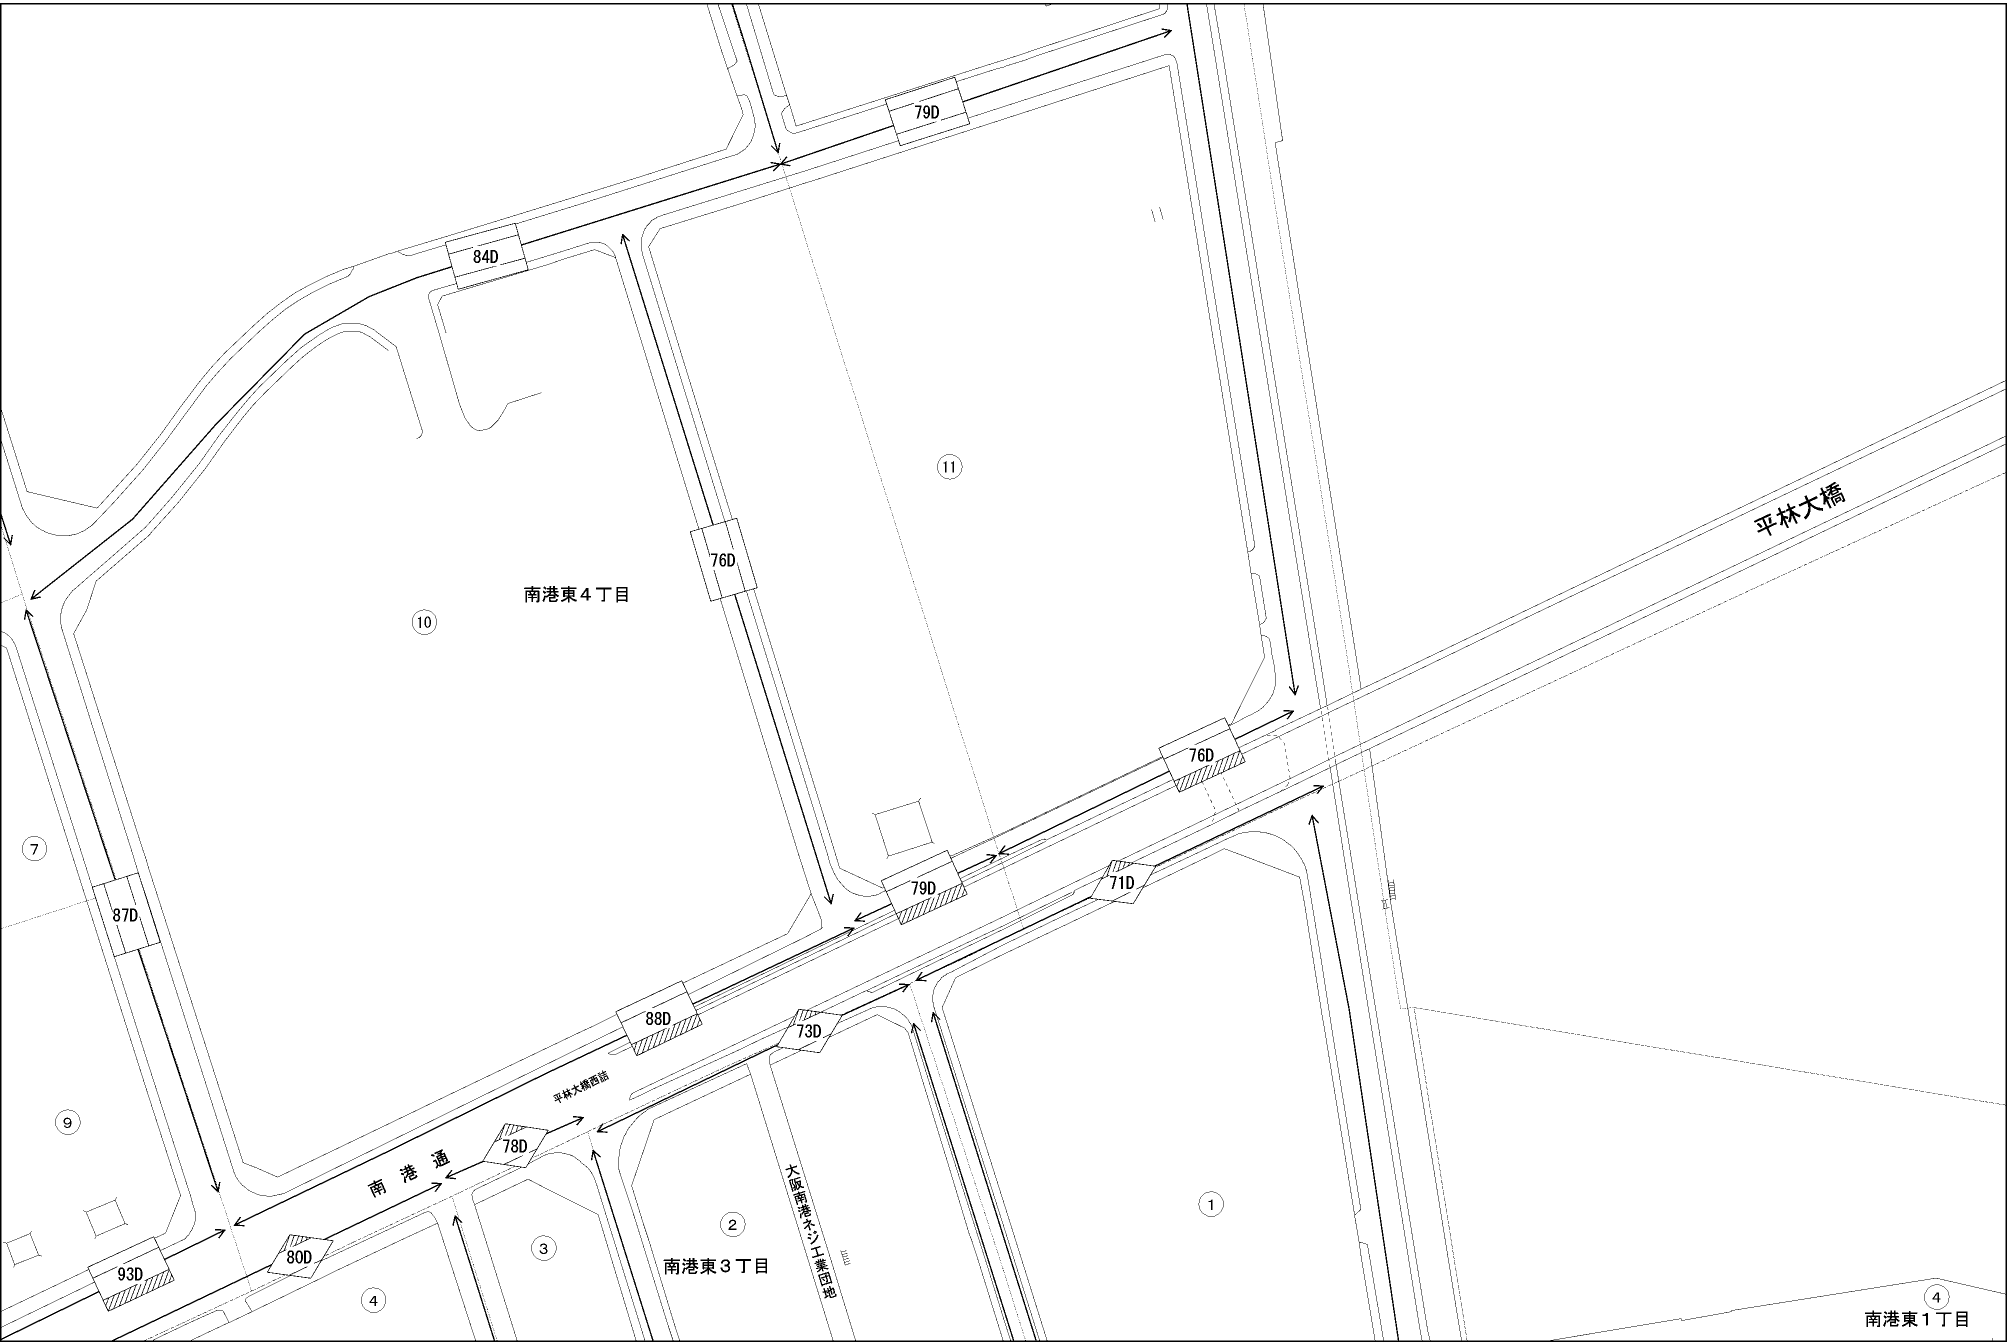 79D
84D
⑪
平林大橋
76D
南港東4丁目
⑩
76D
⑦
79D
71D
87D
88D
73D
平林大橋西詰
⑨
78D
南港通
大阪南港ネジ工業団地
①
②
③
80D
南港東3丁目
93D
④
④
南港東1丁目